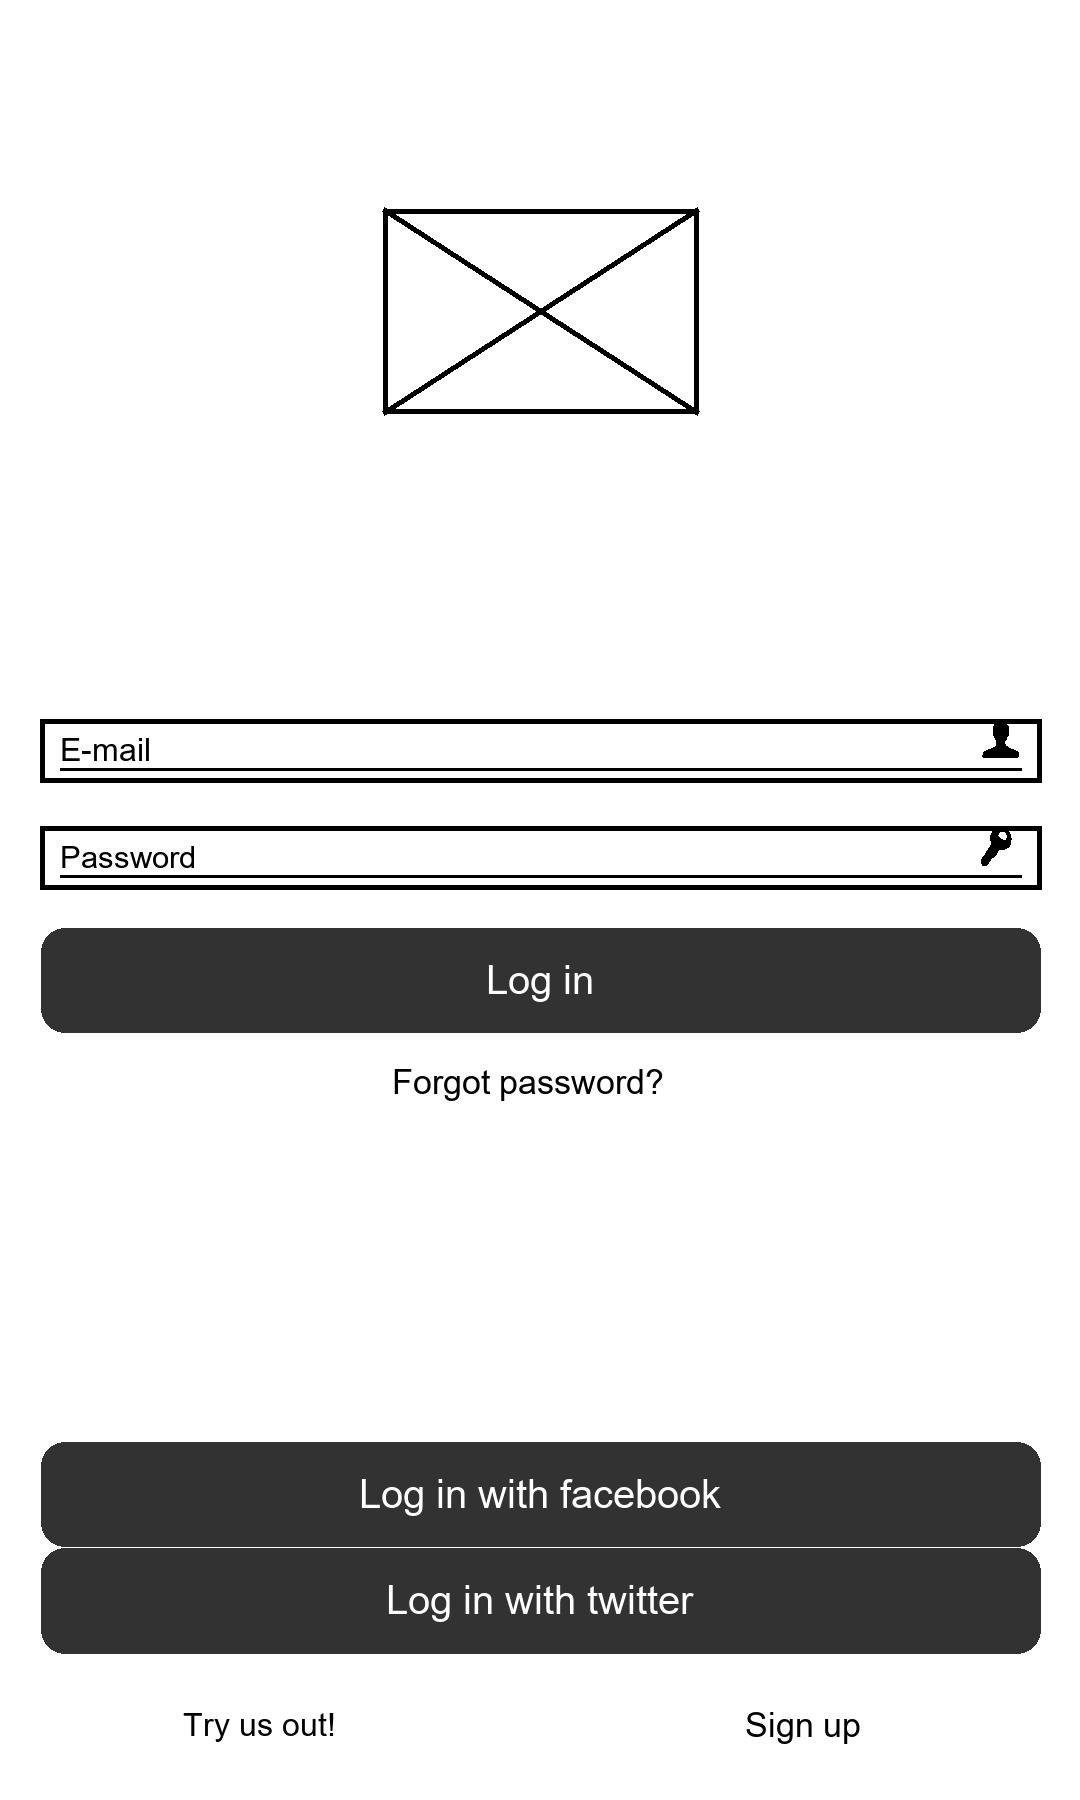 E-mail
Password
Log in
Forgot password?
Log in with facebook
Log in with twitter
Try us out!
Sign up